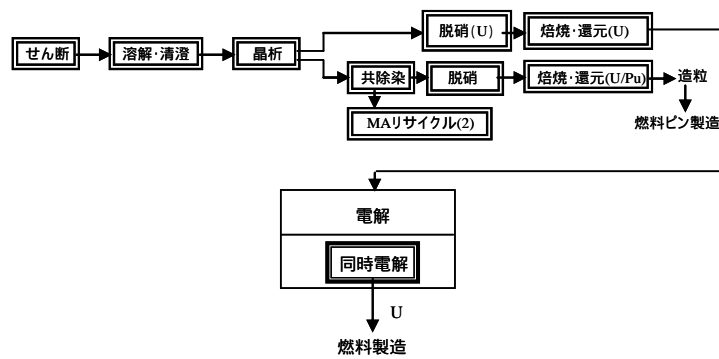 脱硝(U)
焙焼･還元(U)
せん断
溶解･清澄
晶析
共除染
脱硝
焙焼･還元(U/Pu)
造粒
MAリサイクル(2)
燃料ピン製造
電解
同時電解
U
燃料製造